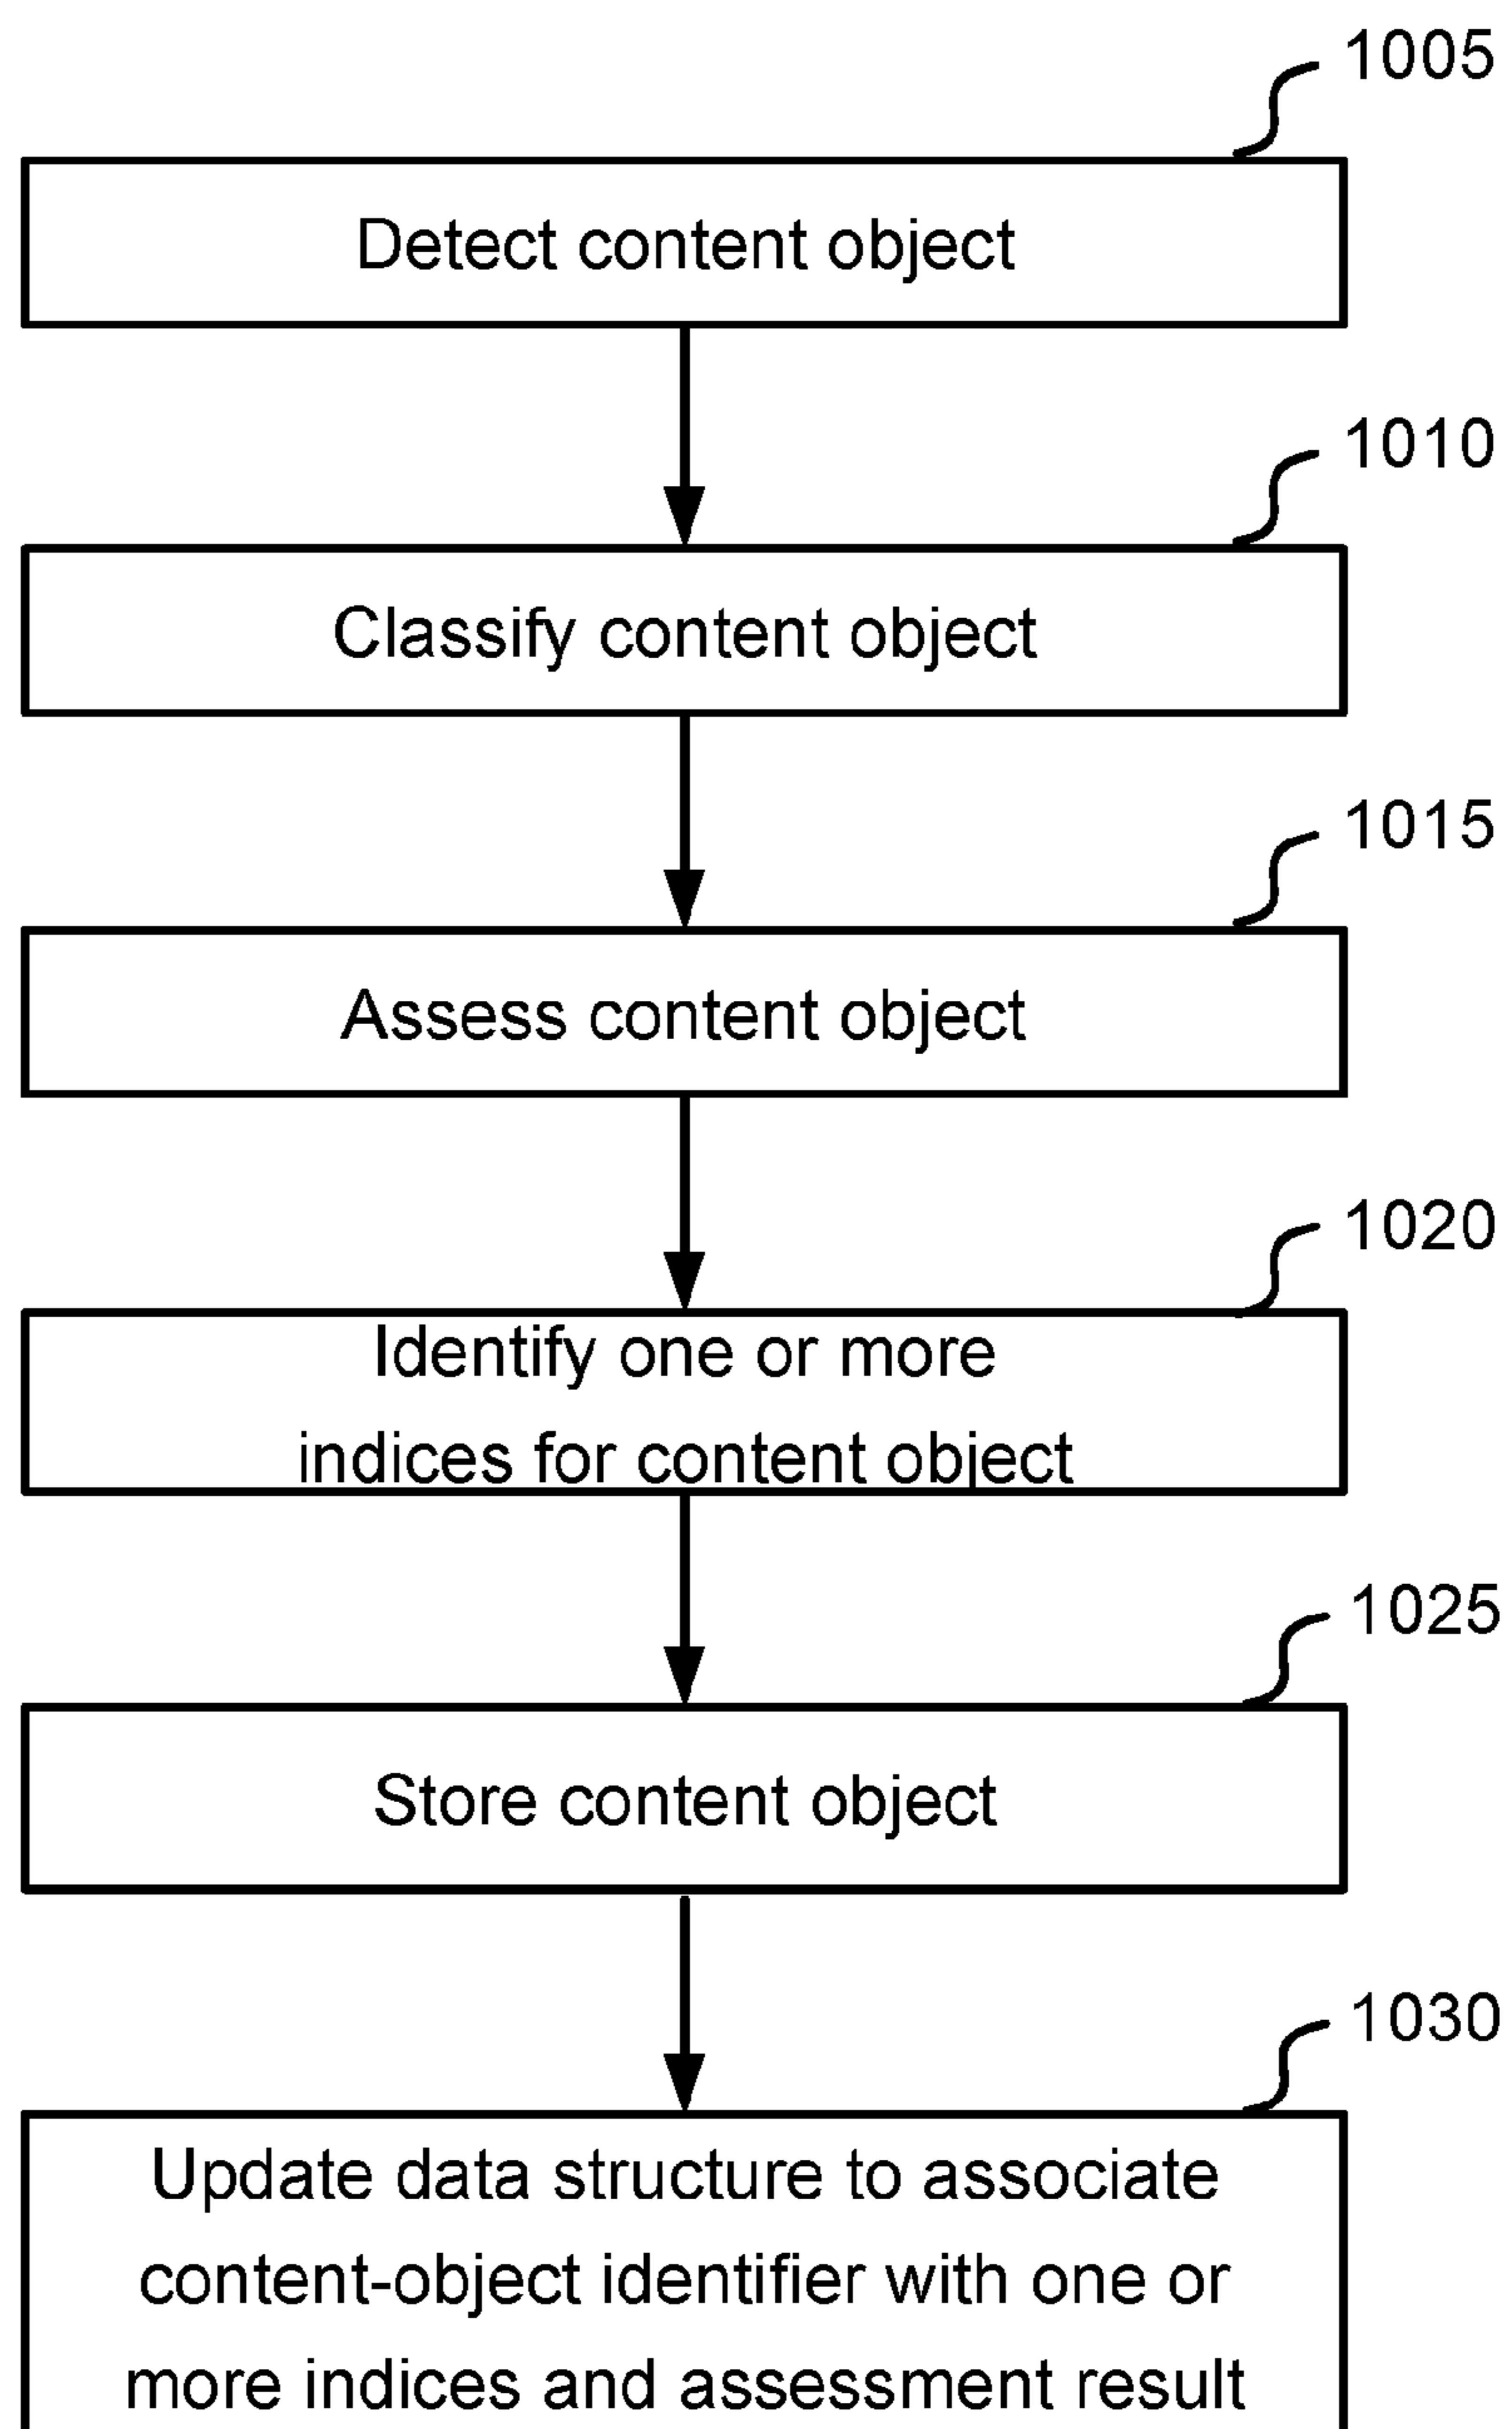 1005
Detect content object
1010
Classify content object
1015
Assess content object
1020
Identify one or more
indices for content object
1025
Store content object
1030
Update data structure to associate
content-object identifier with one or
more indices and assessment result